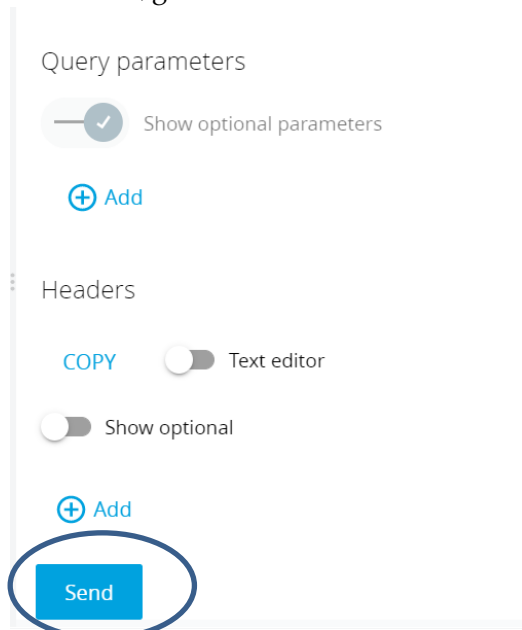 Query parameters
Show optional parameters
Add
Headers
COPY Text editor
Show optional
Add
Send